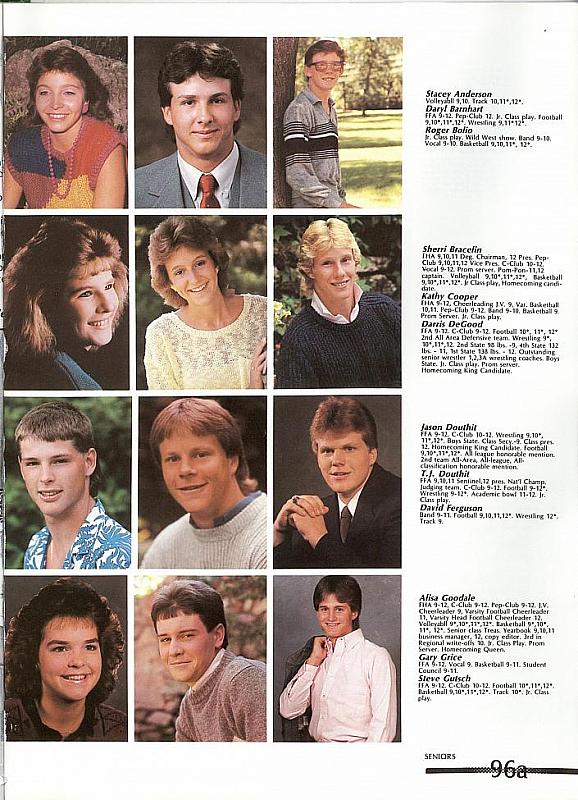 Stacey Anderson
Volleyball 9,10. Track 10,11*,12*.
Daryl Barnhart
FFA 9-12. Pep-Club 12. Jr. Class play. Football
9,10*,11*,12*. Wrestling 9,11*12*.
Roger Bolio
Jr. Class play. Wild West show. Band 9-10.
Vocal 9-10. Basketball 9,10,11*, 12*.
Sherri Bracelin
FHA 9,10,11 Deg. Chairman, 12 Pres. Pep-
Club 9,10,11,12 Vice Pres. C-Club 10-12.
Vocal 9-12. Prom server. Pom-Pon-11,12
captain. Volleyball 9,10*,11*,12*, Basketball
9,10*,11*,12*. Jr Class play, Homecoming candi-
date.
Kathy Cooper
FHA 9-12. Cheerleading J.V. 9, Var. Basketball
10,11. Pep-Club 9-12. Band 9-10. Basketball 9.
Prom Server. Jr. Class play.
Darris DeGood
FFA 9-12. C-Club 9-12. Football 10*, 11*, 12*
2nd All Area Defensive team. Wrestling 9*,
10*,11*,12. 2nd State 98 lbs. -9, 4th State 132
lbs. - 11, 1st State 138 lbs. - 12. Outstanding
senior wrestler 1,2,3A wrestling coaches. Boys
State. Jr. Class play. Prom server.
Homecoming King Candidate.
Jason Douthit
FFA 9-12. C-Club 10-12. Wrestling 9,10*,
11*,12*. Boys State. Class Secy.-9. Class pres.
12. Homecoming King Candidate. Football
9,10*,11*,12*. All league honorable mention.
2nd team All-Area, All-league, All-
classification honorable mention.
T.J. Douthit
FFA 9,10,11 Sentinel,12 pres. Nat'l Champ.
Judging team. C-Club 9-12. Football 9-12*.
Wrestling 9-12*. Academic bowl 11-12. Jr.
Class play.
David Ferguson
Band 9-11. Football 9,10,11,12*. Wrestling 12*.
Track 9.
Alisa Goodale
FHA 9-12. C-Club 9-12. Pep-Club 9-12. J.V.
Cheerleader 9, Varsity Football Cheerleader
11, Varsity Head Football Cheerleader 12.
Volleyball 9*,10*,11*,12*. Basketball 9*,10*,
11*, 12*. Senior class Treas. Yearbook 9,10,11
business manager, 12, copy editor. 3rd in
Regional write-offs 10. Jr. Class Play. Prom
Server. Homecoming Queen.
Gary Grice
FFA 9-12. Vocal 9. Basketball 9-11. Student
Council 9-11.
Steve Gutsch
FFA 9-12. C-Club 10-12. Football 10*,11*,12*.
Basketball 9,10*,11*,12*. Track 10*. Jr. Class
play.
SENIORS
96a